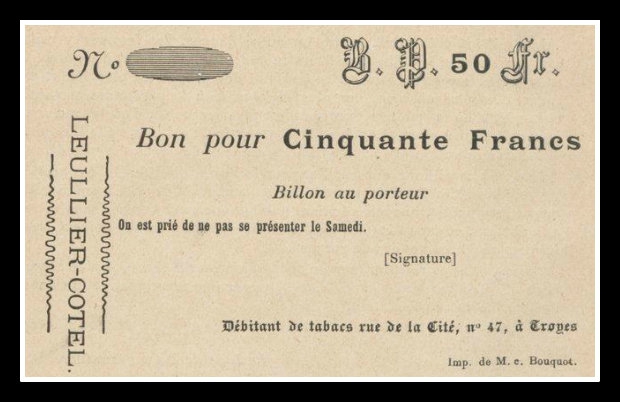 No
B. P. 50 Fr.
LEULLIER-COTEL.
Bon pour Cinquante Francs
Billon au porteur
On est prié de ne pas se présenter le Samedi.
[Signature]
Débitant de tabacs rue de la Cité, no 47, à Troyes
Imp. de M. e. Bouquot.